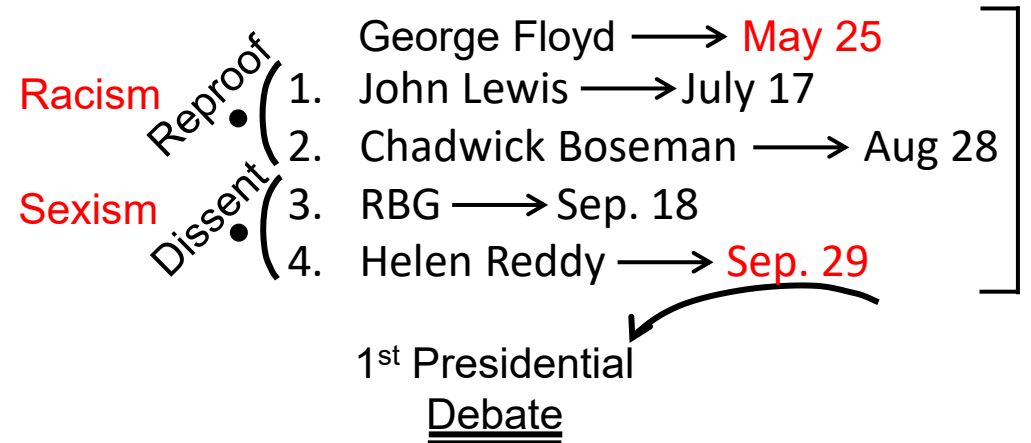 George Floyd → May 25
Racism
Reproof
1. John Lewis → July 17
2. Chadwick Boseman → Aug 28
Sexism
Dissent
3. RBG → Sep. 18
4. Helen Reddy → Sep. 29
1st Presidential
Debate